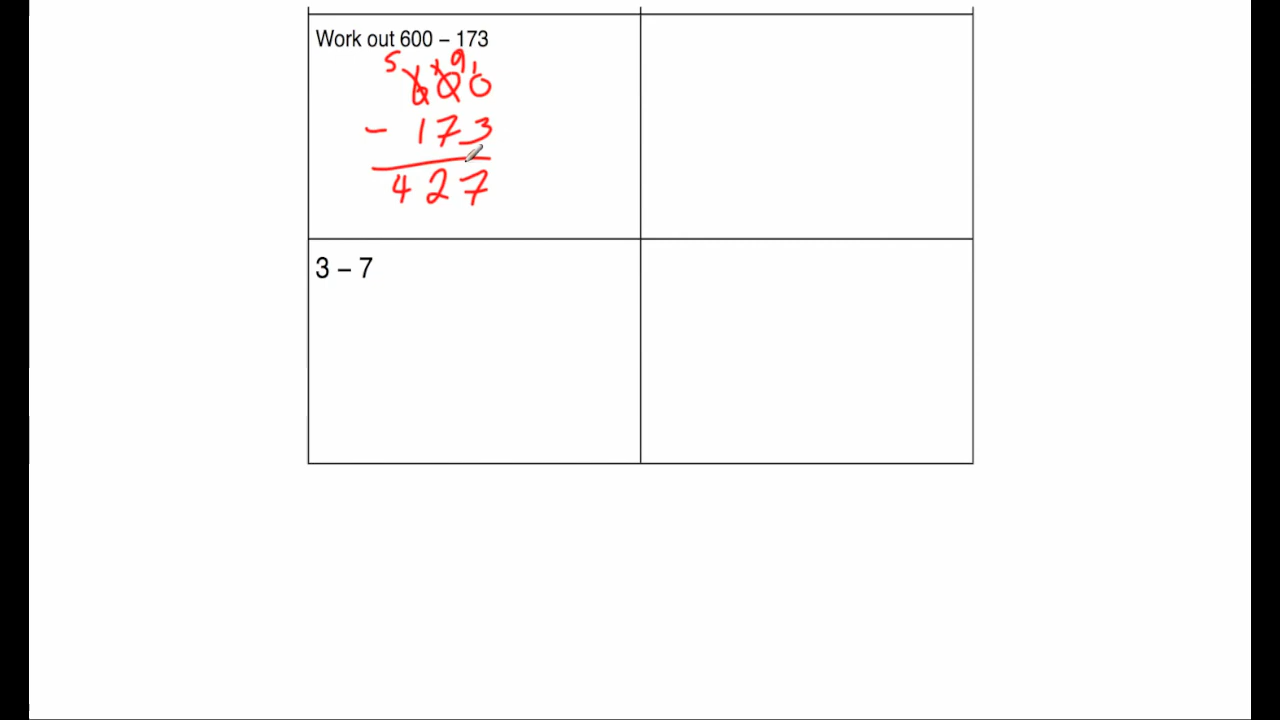 Work out 600 – 173
5 9 1
600
- 173
427
3 – 7